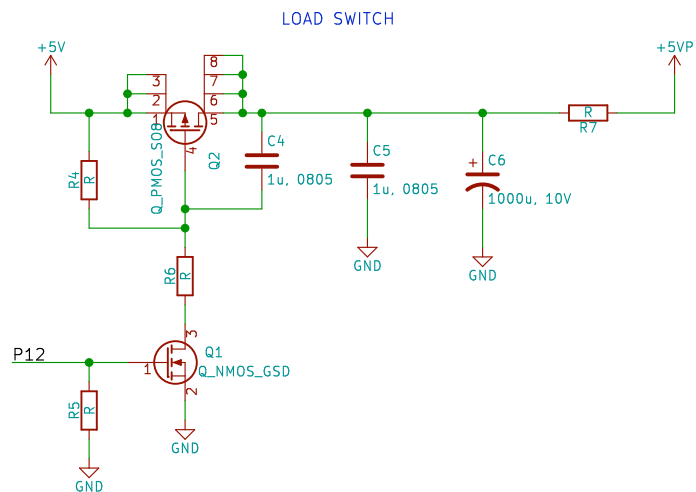 LOAD SWITCH
+5V
+5VP
8
3
7
2
6
1
5
Q_PMOS_SO8
4
Q2
C4
1u, 0805
C5
1u, 0805
C6
+
1000u, 10V
R
R7
R4
R
GND
GND
R6
R
3
P12
Q1
1
Q_NMOS_GSD
2
R5
R
GND
GND